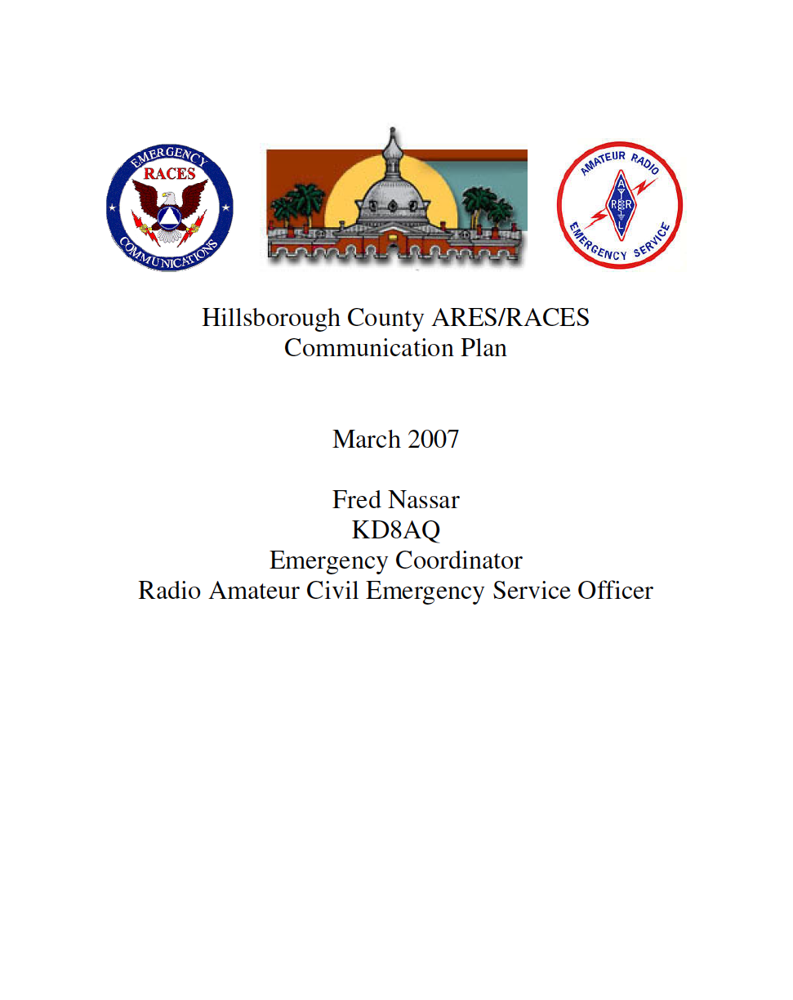 EMERGENCY
RACES
COMMUNICATIONS
AMATEUR RADIO
A
R R
L
EMERGENCY SERVICE
Hillsborough County ARES/RACES
Communication Plan
March 2007
Fred Nassar
KD8AQ
Emergency Coordinator
Radio Amateur Civil Emergency Service Officer